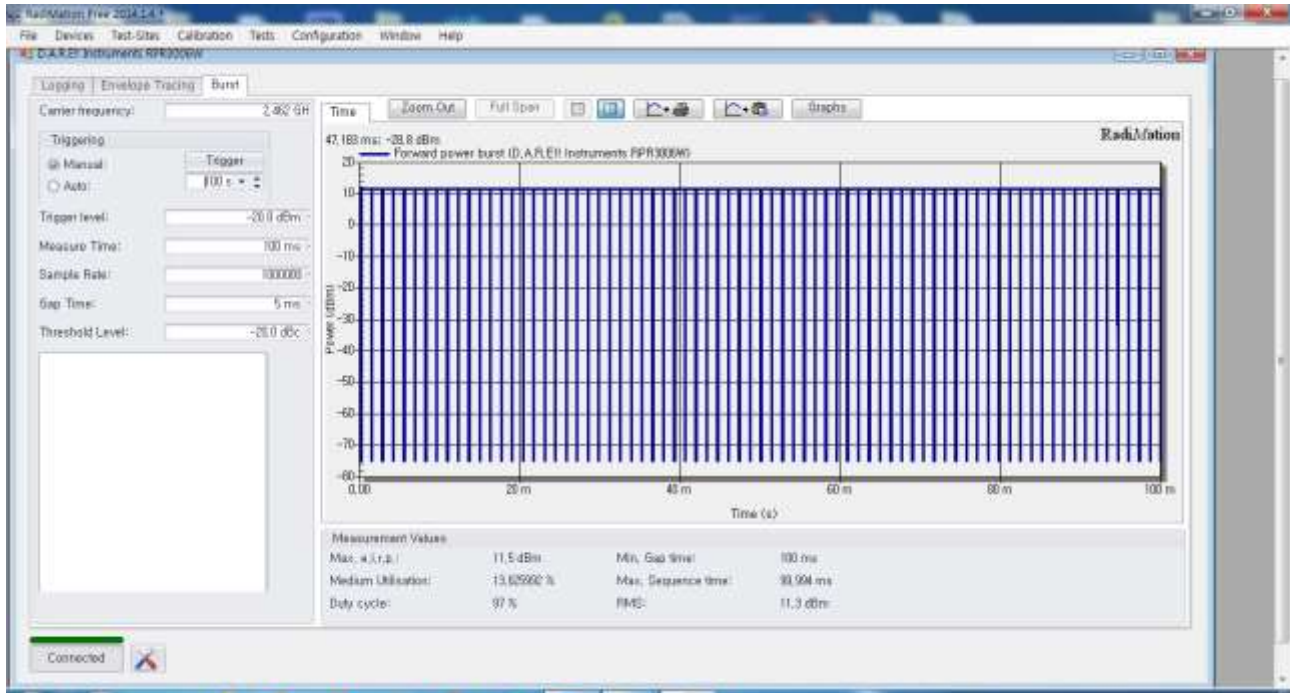 RadiMation Free 2014.1.4.1
File Devices Test-Sites Calibration Tests Configuration Window Help
D.A.R.E!! Instruments RPR3006W
Logging Envelope Tracing Burst
Carrier frequency: 2,462 GH
Time Zoom Out Full Span Graphs
Triggering
47,183 ms: -28,8 dBm
RadiMation
Forward power burst (D.A.R.E!! Instruments RPR3006W)
Manual Trigger
Auto: 100 s
Trigger level: -20.0 dBm
Measure Time: 100 ms
Sample Rate: 1000000
Gap Time: 5 ms
Threshold Level: -20.0 dBc
Power (dBm)
20
10
0
-10
-20
-30
-40
-50
-60
-70
-80
0.00 20 m 40 m 60 m 80 m 100 m
Time (s)
Measurement Values
Max. e.i.r.p.: 11,5 dBm Min. Gap time: 100 ms
Medium Utilisation: % Max. Sequence time: ms
Duty cycle: 97 % RMS: 11,3 dBm
Connected